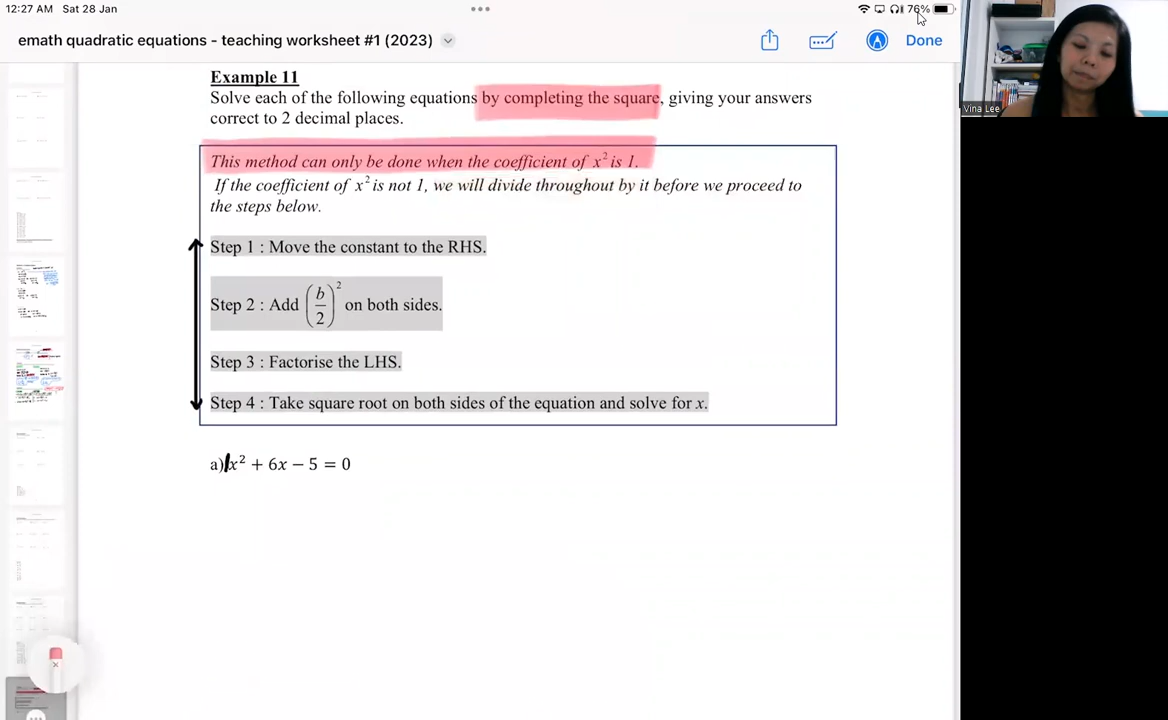 12:27 AM Sat 28 Jan
76%
emath quadratic equations - teaching worksheet #1 (2023)
Done
Vina Lee
Example 11
Solve each of the following equations by completing the square, giving your answers
correct to 2 decimal places.
This method can only be done when the coefficient of x² is 1.
If the coefficient of x² is not 1, we will divide throughout by it before we proceed to
the steps below.
Step 1 : Move the constant to the RHS.
Step 2 : Add (b/2)² on both sides.
Step 3 : Factorise the LHS.
Step 4 : Take square root on both sides of the equation and solve for x.
a) 1x² + 6x − 5 = 0